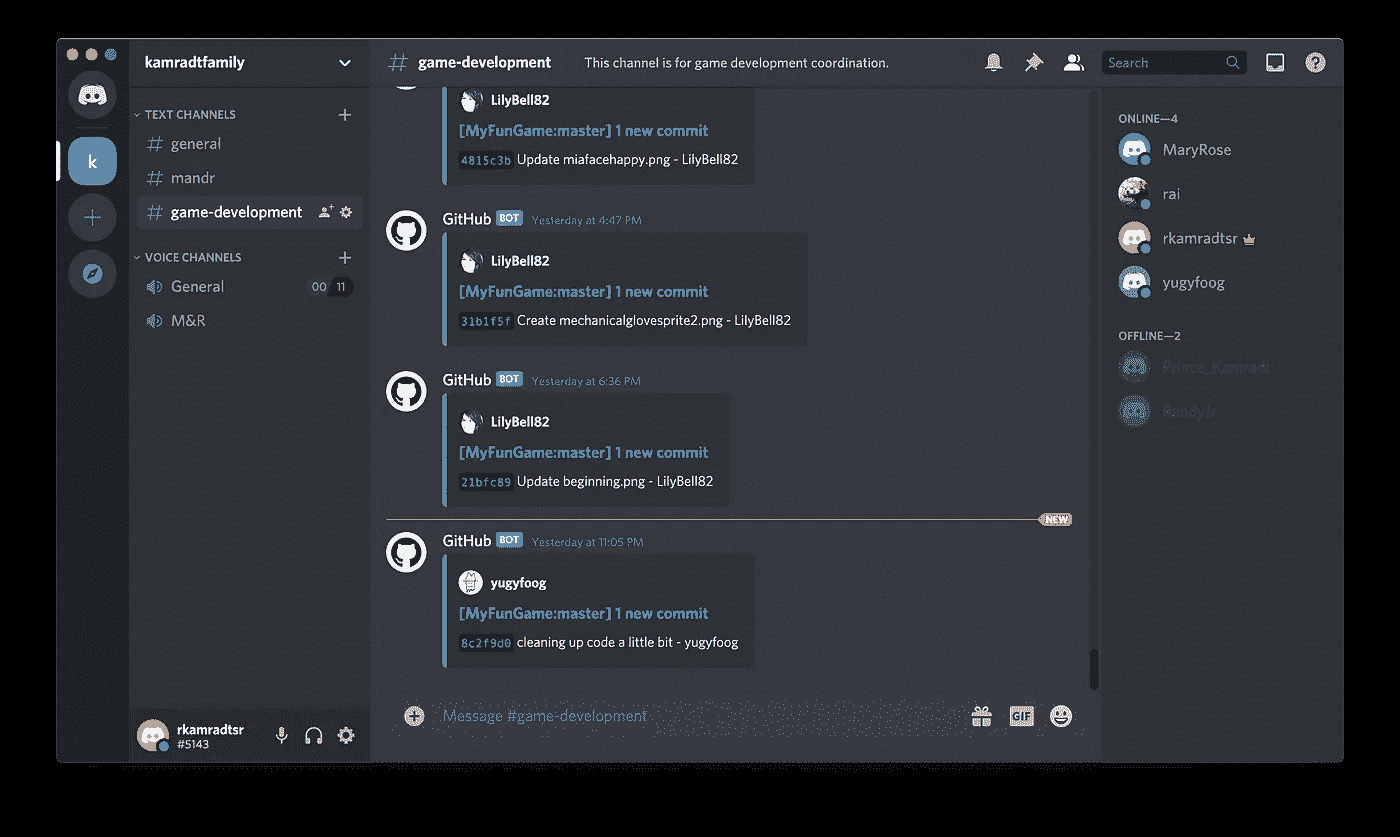 kamradtfamily
# game-development
This channel is for game development coordination.
Search
k
TEXT CHANNELS
# general
# mandr
# game-development
VOICE CHANNELS
General
00 11
M&R
rkamradtsr
#5143
LilyBell82
[MyFunGame:master] 1 new commit
4815c3b Update miafacehappy.png - LilyBell82
GitHub BOT Yesterday at 4:47 PM
LilyBell82
[MyFunGame:master] 1 new commit
31b1f5f Create mechanicalglovesprite2.png - LilyBell82
GitHub BOT Yesterday at 6:36 PM
LilyBell82
[MyFunGame:master] 1 new commit
21bfc89 Update beginning.png - LilyBell82
NEW
GitHub BOT Yesterday at 11:05 PM
yugyfoog
[MyFunGame:master] 1 new commit
8c2f9d0 cleaning up code a little bit - yugyfoog
Message #game-development
GIF
ONLINE—4
MaryRose
rai
rkamradtsr
yugyfoog
OFFLINE—2
Prince_Kamradt
RandyJr